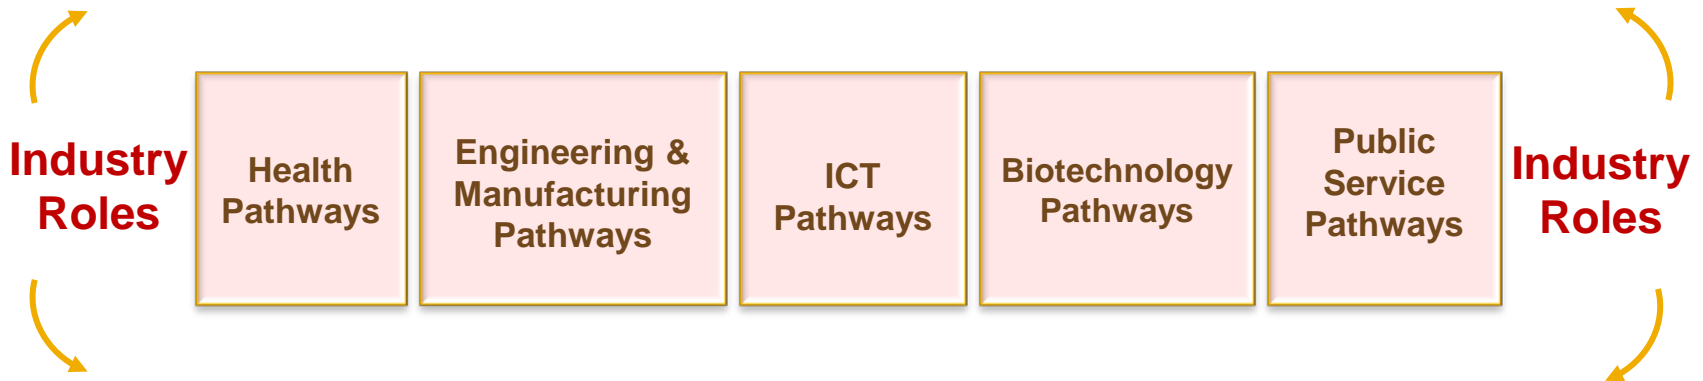 Industry
Roles
Health
Pathways
Engineering &
Manufacturing
Pathways
ICT
Pathways
Biotechnology
Pathways
Public
Service
Pathways
Industry
Roles